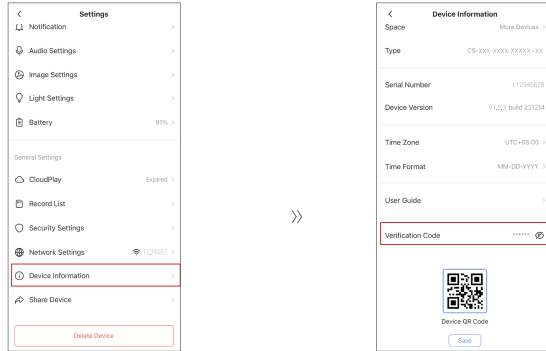 Settings
Notification
Audio Settings
Image Settings
Light Settings
Battery 91%
General Settings
CloudPlay Expired
Record List
Security Settings
Network Settings 1234567
Device Information
Share Device
Delete Device
Device Information
Space More Devices
Type CS-XXX-XXXX-XXXXX-XX
Serial Number L12345678
Device Version V1.2.3 build 221214
Time Zone UTC+08:00
Time Format MM-DD-YYYY
User Guide
Verification Code ******
Device QR Code
Save